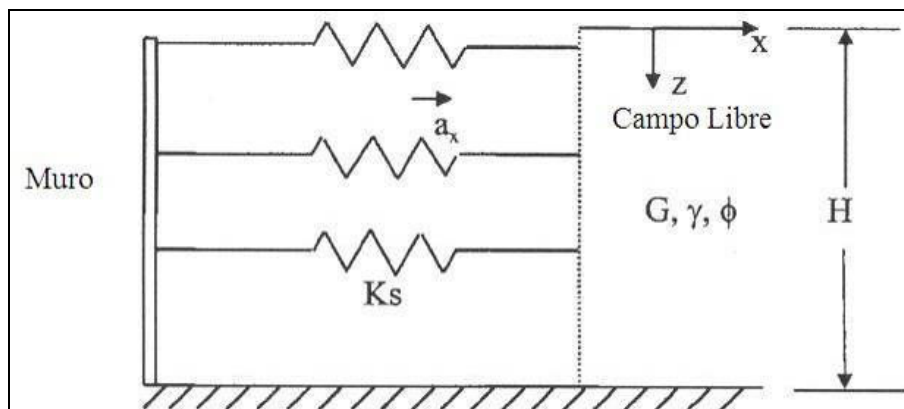 x
z
a_x
Campo Libre
Muro
G, γ, ϕ
H
Ks